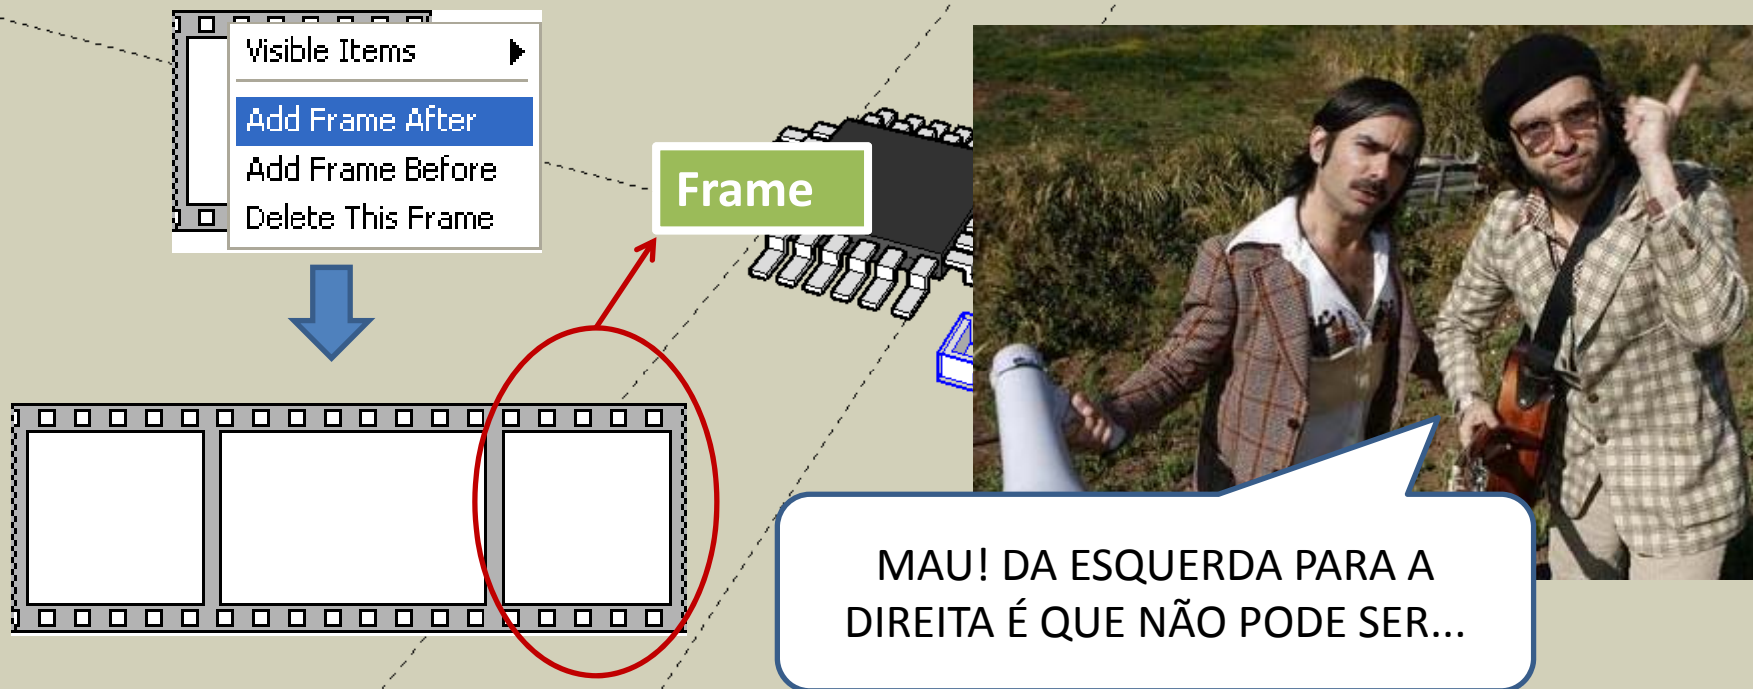 Visible Items
Add Frame After
Add Frame Before
Delete This Frame
Frame
MAU! DA ESQUERDA PARA A
DIREITA É QUE NÃO PODE SER...